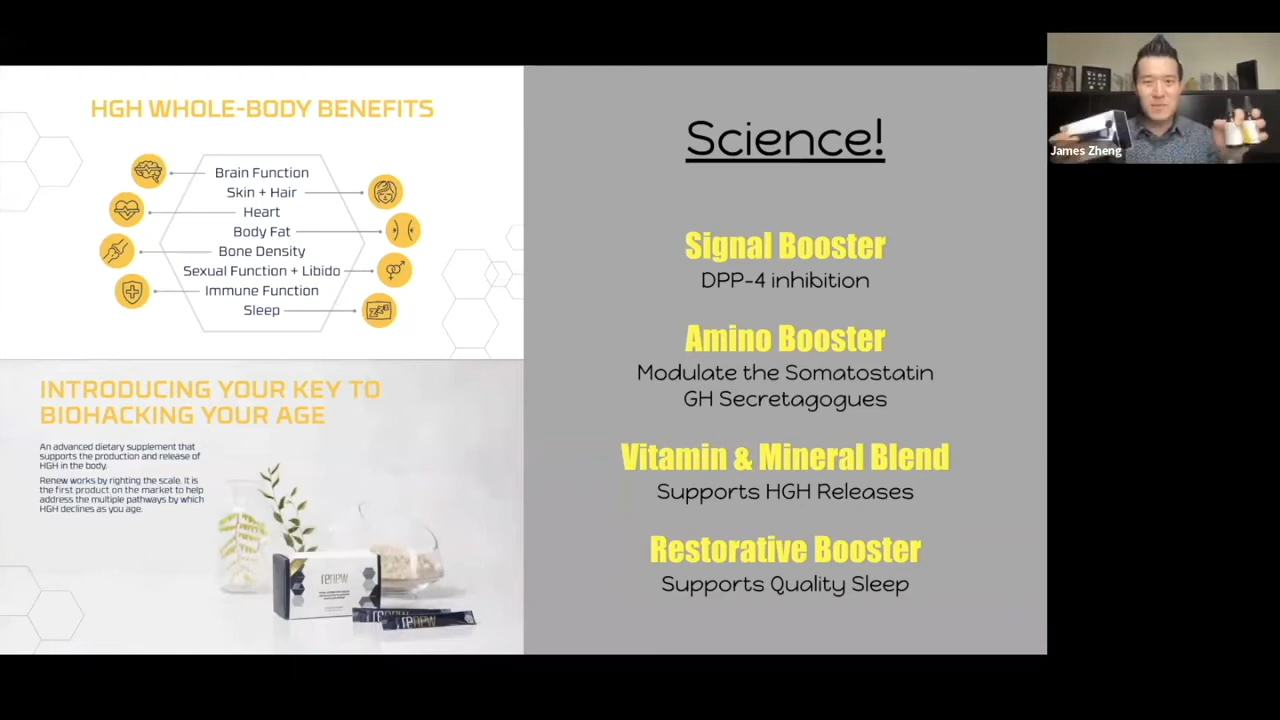 HGH WHOLE-BODY BENEFITS
Brain Function
Skin + Hair
Heart
Body Fat
Bone Density
Sexual Function + Libido
Immune Function
Sleep
INTRODUCING YOUR KEY TO
BIOHACKING YOUR AGE
An advanced dietary supplement that
supports the production and release of
HGH in the body.
Renew works by righting the scale. It is
the first product on the market to help
address the multiple pathways by which
HGH declines as you age.
renew
renew
renew
Science!
Signal Booster
DPP-4 inhibition
Amino Booster
Modulate the Somatostatin
GH Secretagogues
Vitamin & Mineral Blend
Supports HGH Releases
Restorative Booster
Supports Quality Sleep
James Zheng